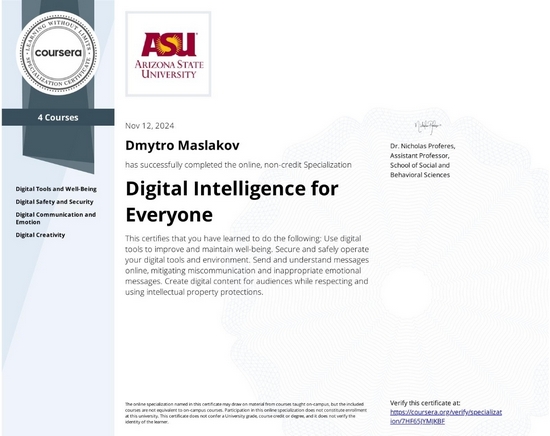 LEARNING WITHOUT LIMITS
coursera
SPECIALIZATION CERTIFICATE
4 Courses
Digital Tools and Well-Being
Digital Safety and Security
Digital Communication and
Emotion
Digital Creativity
ASU
ARIZONA STATE
UNIVERSITY
Nov 12, 2024
Dmytro Maslakov
has successfully completed the online, non-credit Specialization
Digital Intelligence for
Everyone
This certifies that you have learned to do the following: Use digital
tools to improve and maintain well-being. Secure and safely operate
your digital tools and environment. Send and understand messages
online, mitigating miscommunication and inappropriate emotional
messages. Create digital content for audiences while respecting and
using intellectual property protections.
Dr. Nicholas Proferes,
Assistant Professor,
School of Social and
Behavioral Sciences
The online specialization named in this certificate may draw on material from courses taught on-campus, but the included
courses are not equivalent to on-campus courses. Participation in this online specialization does not constitute enrollment
at this university. This certificate does not confer a University grade, course credit or degree, and it does not verify the
identity of the learner.
Verify this certificate at:
https://coursera.org/verify/specializat
ion/7HF65JYMJKBF